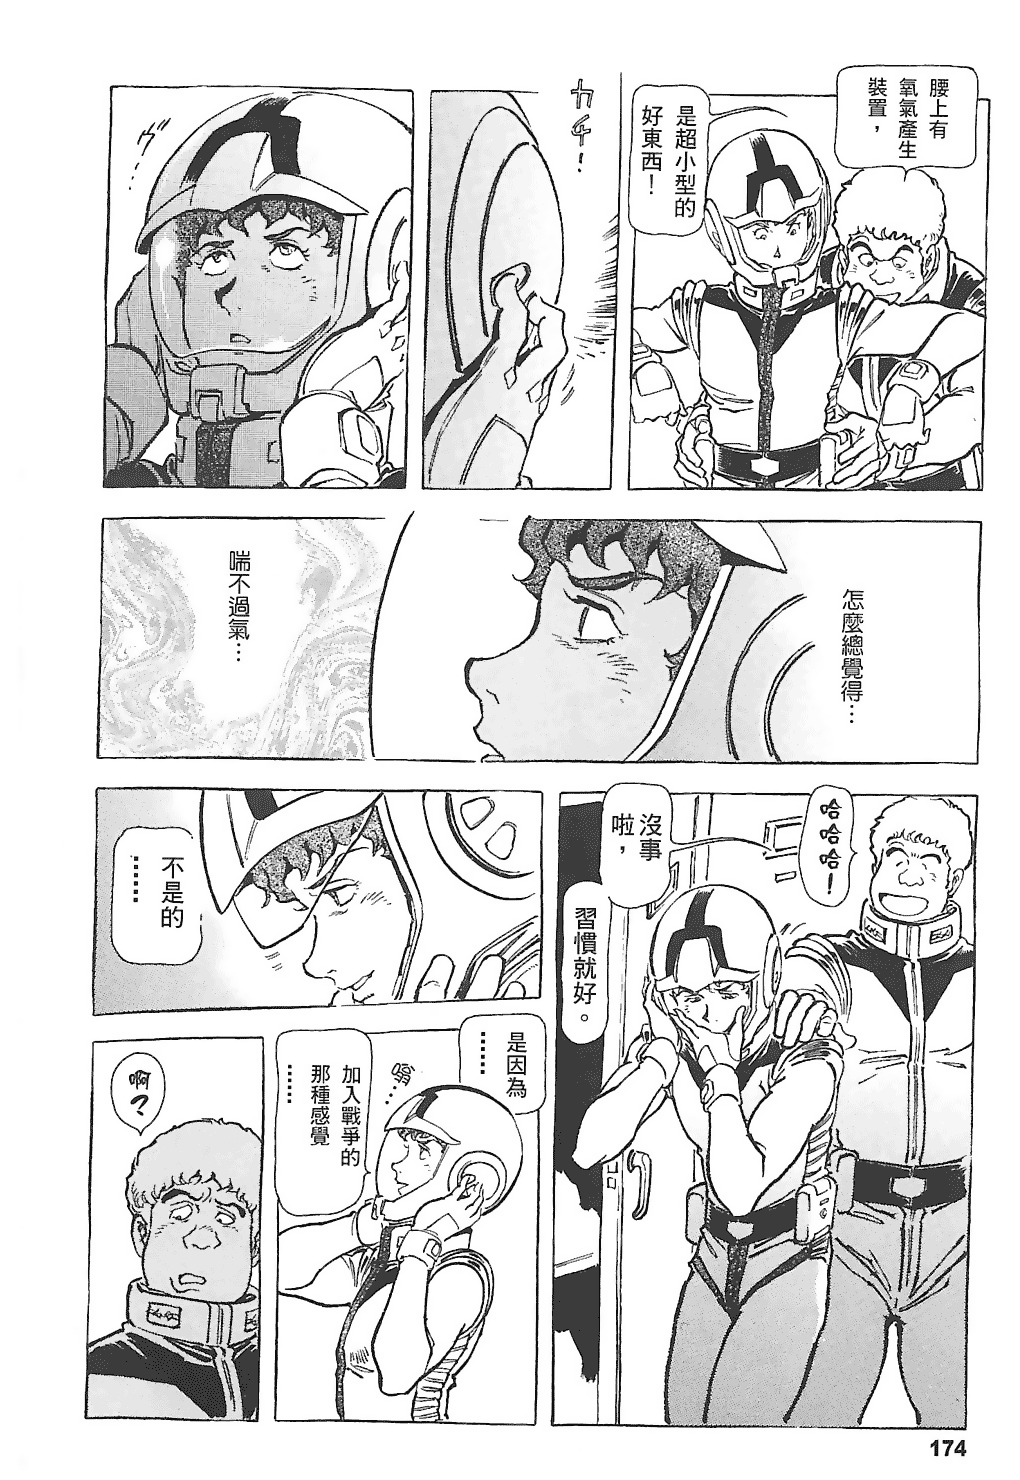 腰上有
氧氣產生
裝置，
是超小型的
好東西！
カチ！
ヴ…
怎麼總覺得…
喘不過氣…
哈哈哈！
沒事
啦，
習慣就好。
不是的
……
是因為
……
嗡…
加入戰爭的
那種感覺
……
啊？
174